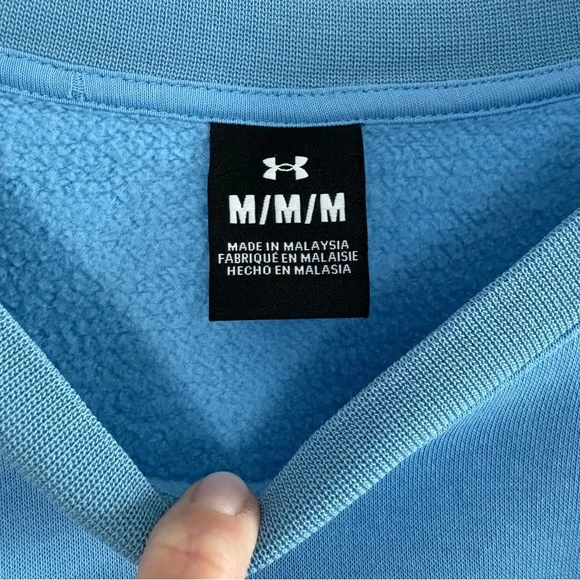 M/M/M
MADE IN MALAYSIA
FABRIQUÉ EN MALAISIE
HECHO EN MALASIA